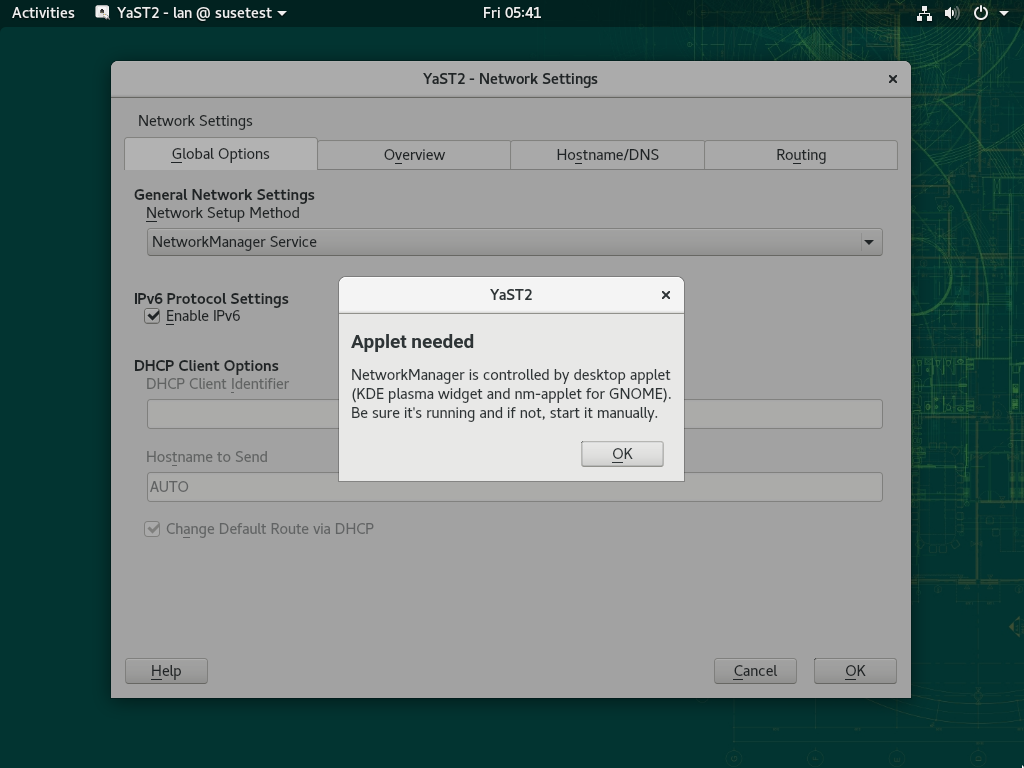 Activities YaST2 - lan @ susetest Fri 05:41
YaST2 - Network Settings
Network Settings
Global Options Overview Hostname/DNS Routing
General Network Settings
Network Setup Method
NetworkManager Service
IPv6 Protocol Settings
Enable IPv6
DHCP Client Options
DHCP Client Identifier
Hostname to Send
AUTO
Change Default Route via DHCP
Help Cancel OK
YaST2
Applet needed
NetworkManager is controlled by desktop applet
(KDE plasma widget and nm-applet for GNOME).
Be sure it's running and if not, start it manually.
OK